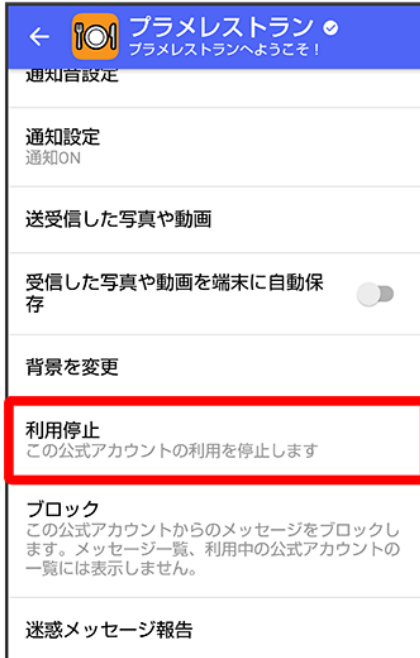 プラメレストラン
プラメレストランへようこそ！
通知音設定
通知設定
通知ON
送受信した写真や動画
受信した写真や動画を端末に自動保
存
背景を変更
利用停止
この公式アカウントの利用を停止します
ブロック
この公式アカウントからのメッセージをブロックし
ます。メッセージ一覧、利用中の公式アカウントの
一覧には表示しません。
迷惑メッセージ報告